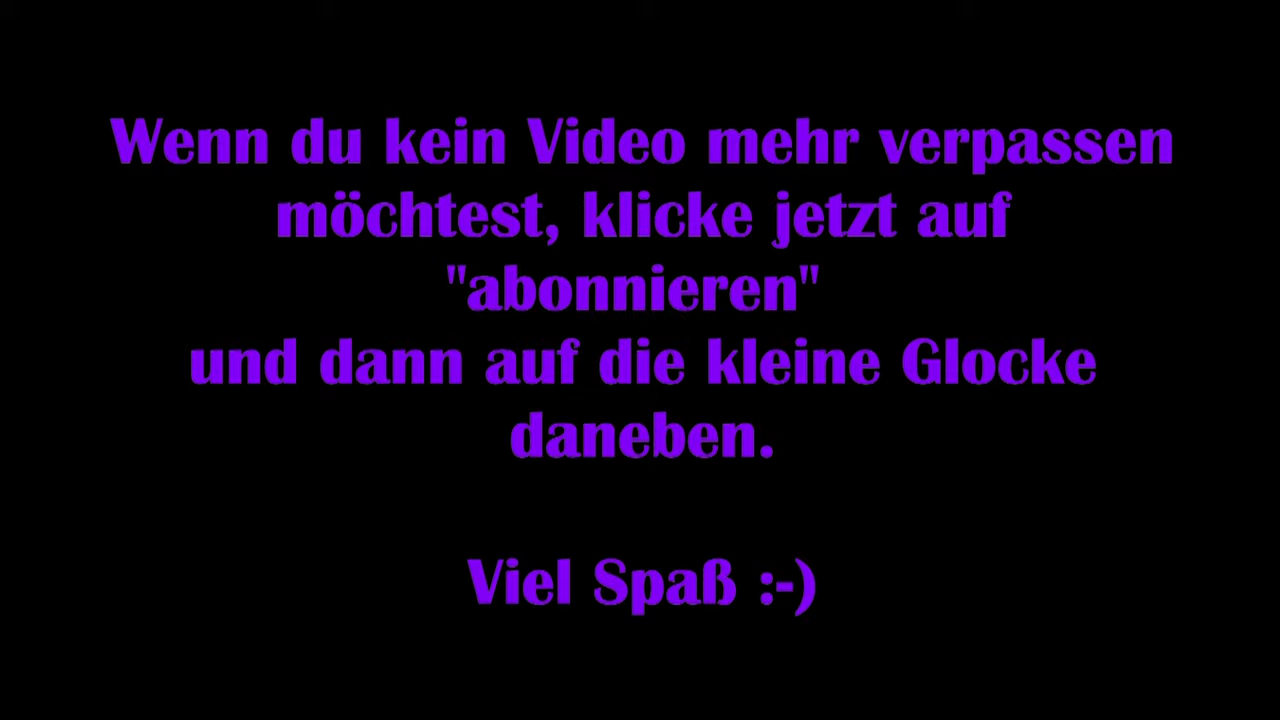 Wenn du kein Video mehr verpassen
möchtest, klicke jetzt auf
"abonnieren"
und dann auf die kleine Glocke
daneben.
Viel Spaß :-)